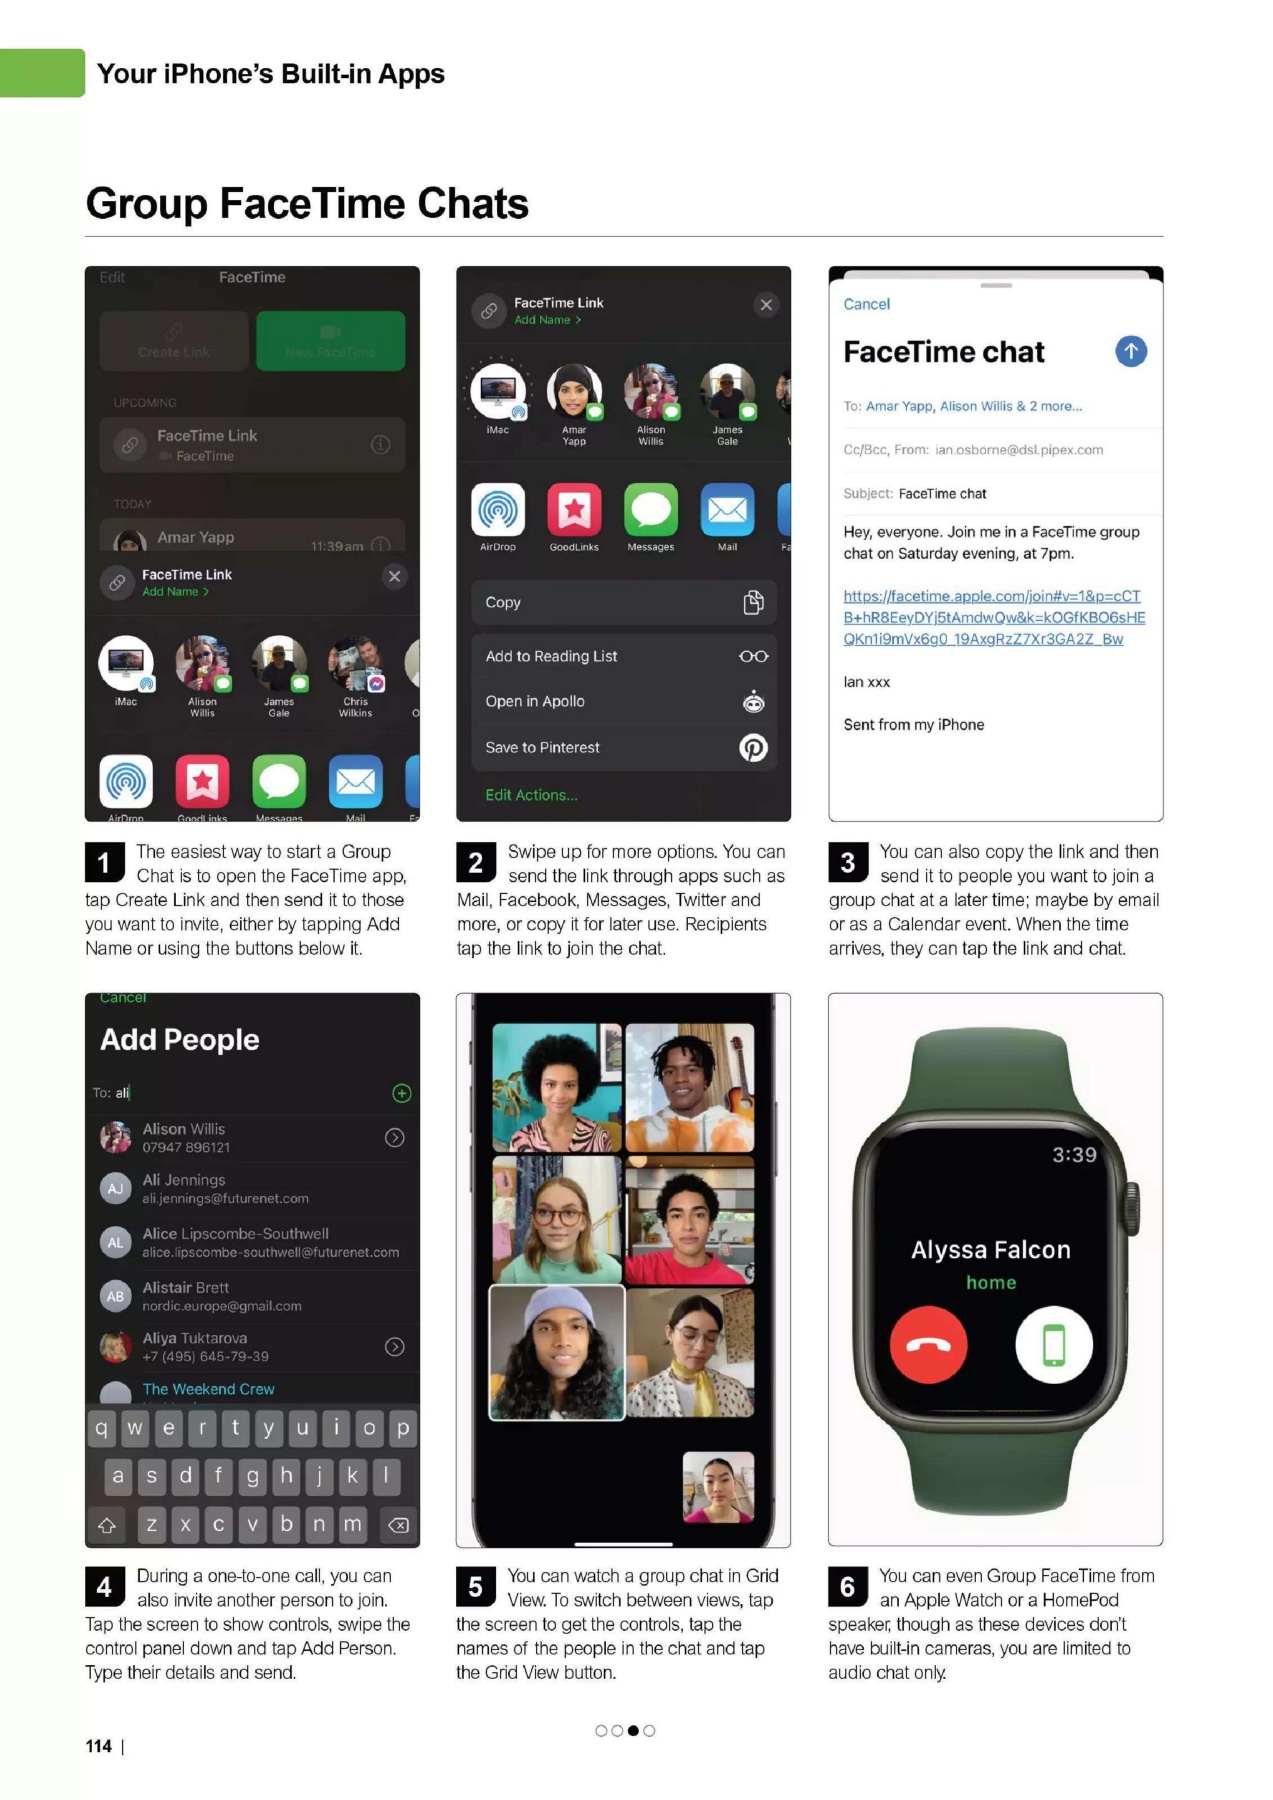 Your iPhone's Built-in Apps
Group FaceTime Chats
Edit
FaceTime
Create Link
New FaceTime
UPCOMING
FaceTime Link
FaceTime
TODAY
Amar Yapp
11:39 am
FaceTime Link
Add Name >
iMac
Alison
Willis
James
Gale
Chris
Wilkins
O
AirDrop
GoodLinks
Messages
Mail
Fa
FaceTime Link
Add Name >
iMac
Amar
Yapp
Alison
Willis
James
Gale
AirDrop
GoodLinks
Messages
Mail
Fa
Copy
Add to Reading List
Open in Apollo
Save to Pinterest
Edit Actions...
Cancel
FaceTime chat
To: Amar Yapp, Alison Willis & 2 more...
Cc/Bcc, From: ian.osborne@dsl.pipex.com
Subject: FaceTime chat
Hey, everyone. Join me in a FaceTime group
chat on Saturday evening, at 7pm.
https://facetime.apple.com/join#v=1&p=cCT
B+hR8EeyDYj5tAmdwQw&k=kOGfKBO6sHE
QKn1i9mVx6g0_19AxgRzZ7Xr3GA2Z_Bw
Ian xxx
Sent from my iPhone
1 The easiest way to start a Group
Chat is to open the FaceTime app,
tap Create Link and then send it to those
you want to invite, either by tapping Add
Name or using the buttons below it.
2 Swipe up for more options. You can
send the link through apps such as
Mail, Facebook, Messages, Twitter and
more, or copy it for later use. Recipients
tap the link to join the chat.
3 You can also copy the link and then
send it to people you want to join a
group chat at a later time; maybe by email
or as a Calendar event. When the time
arrives, they can tap the link and chat.
Cancel
Add People
To: ali
Alison Willis
07947 896121
AJ
Ali Jennings
ali.jennings@futurenet.com
AL
Alice Lipscombe-Southwell
alice.lipscombe-southwell@futurenet.com
AB
Alistair Brett
nordic.europe@gmail.com
Aliya Tuktarova
+7 (495) 645-79-39
The Weekend Crew
q w e r t y u i o p
a s d f g h j k l
z x c v b n m
3:39
Alyssa Falcon
home
4 During a one-to-one call, you can
also invite another person to join.
Tap the screen to show controls, swipe the
control panel down and tap Add Person.
Type their details and send.
5 You can watch a group chat in Grid
View. To switch between views, tap
the screen to get the controls, tap the
names of the people in the chat and tap
the Grid View button.
6 You can even Group FaceTime from
an Apple Watch or a HomePod
speaker, though as these devices don't
have built-in cameras, you are limited to
audio chat only.
114 |